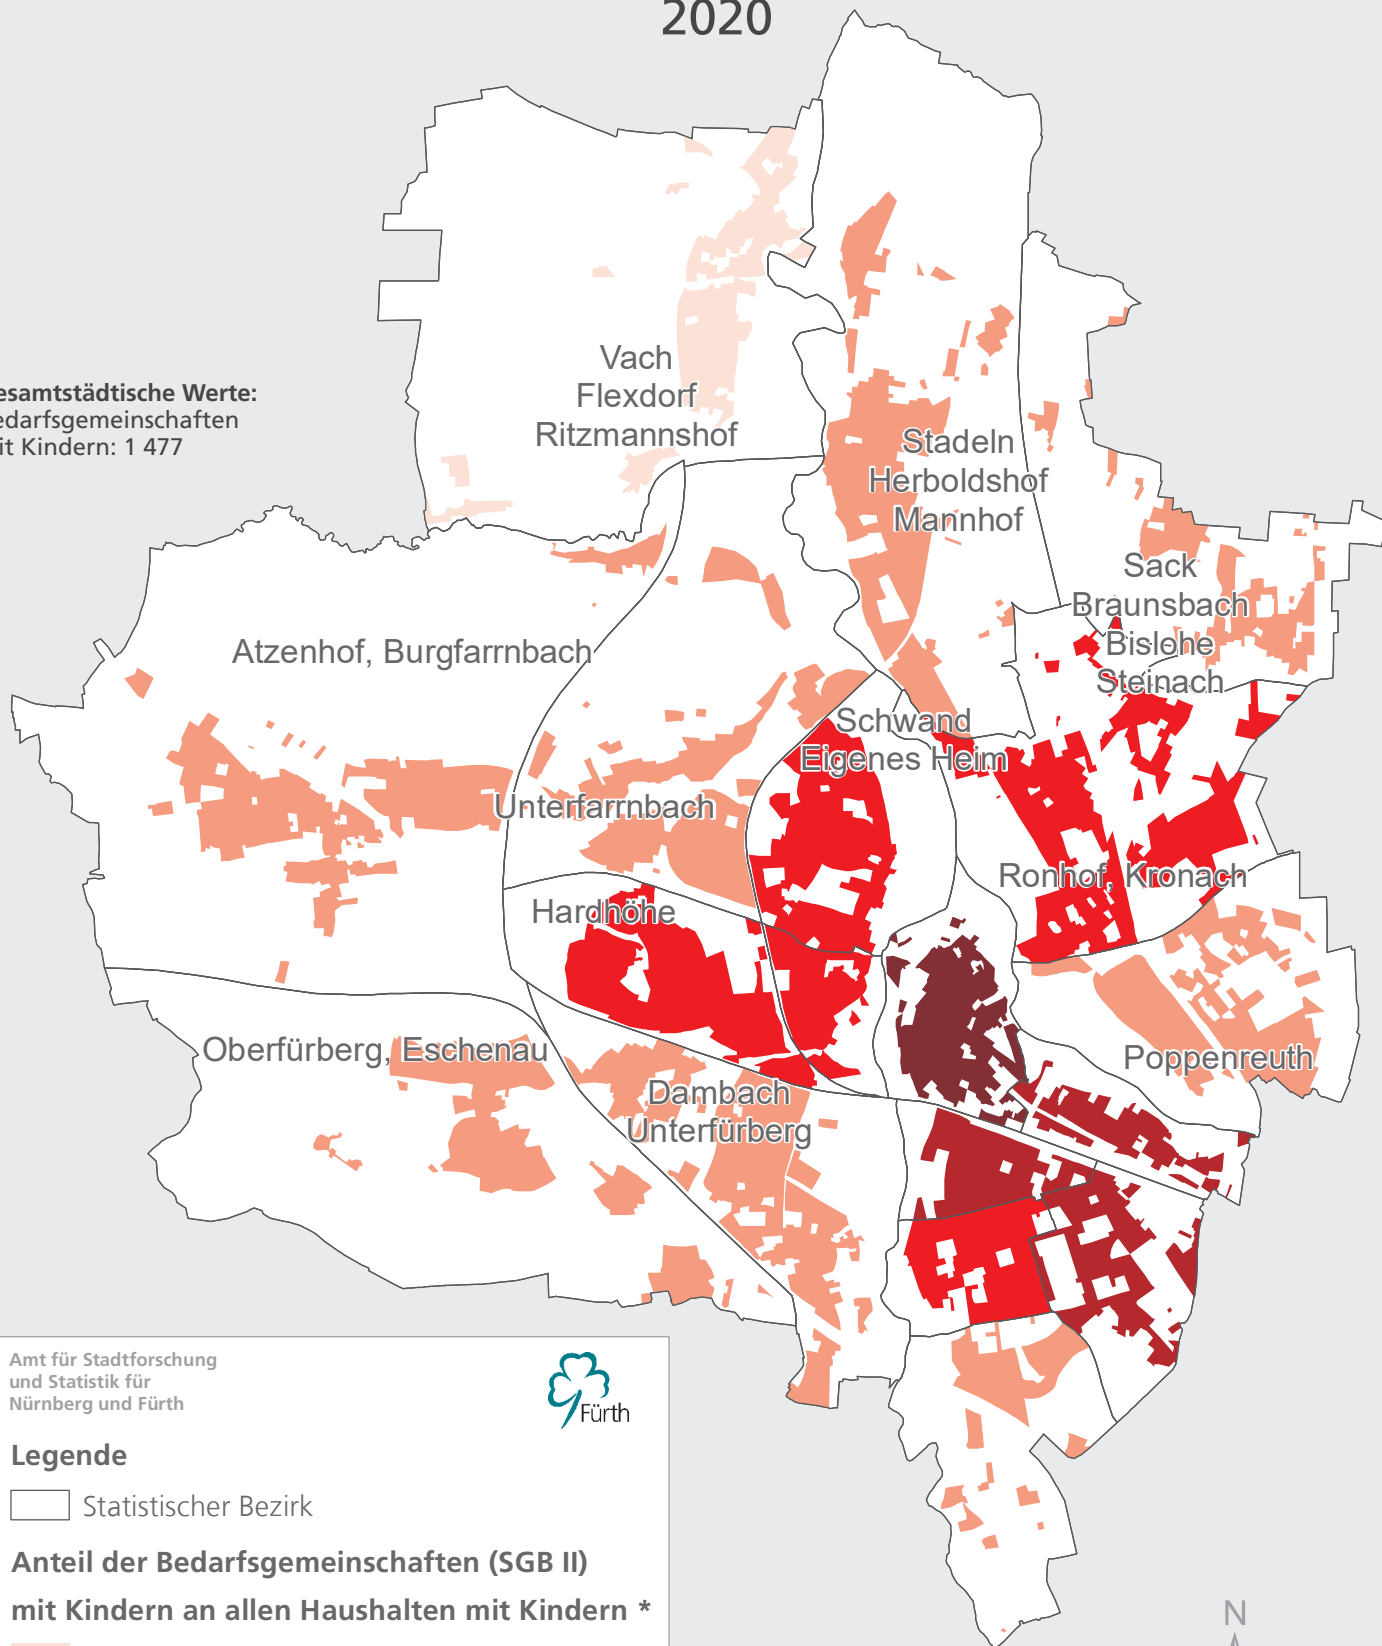 2020
Vach
Flexdorf
Ritzmannshof
esamtstädtische Werte:
edarfsgemeinschaften
it Kindern: 1 477
Stadeln
Herboldshof
Mannhof
Sack
Braunsbach
Bislohe
Steinach
Atzenhof, Burgfarrnbach
Schwand
Eigenes Heim
Unterfarrnbach
Ronhof, Kronach
Hardhöhe
Oberfürberg, Eschenau
Poppenreuth
Dambach
Unterfürberg
Amt für Stadtforschung
und Statistik für
Nürnberg und Fürth
Fürth
Legende
Statistischer Bezirk
Anteil der Bedarfsgemeinschaften (SGB II)
mit Kindern an allen Haushalten mit Kindern *
N